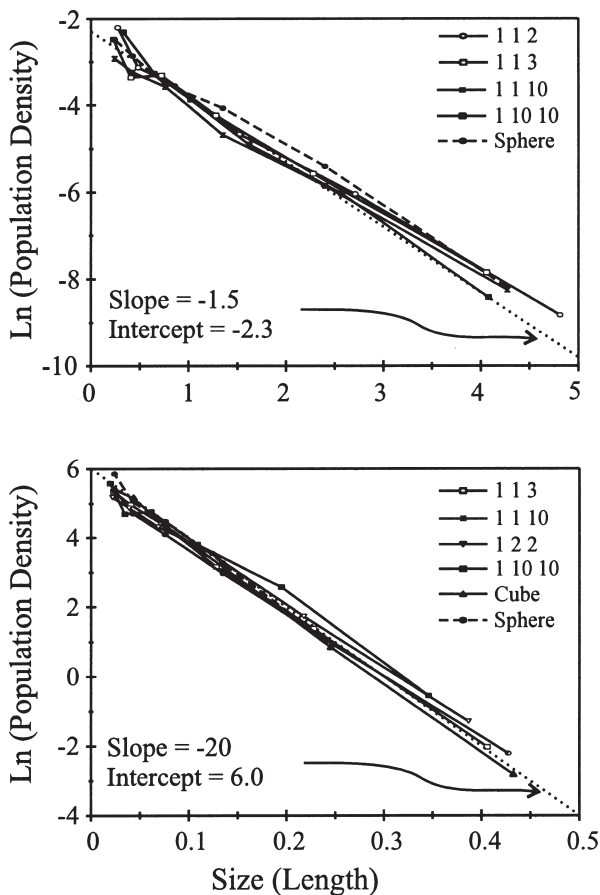 Ln (Population Density)
-2
-4
-6
-8
-10
0
1
2
3
4
5
1 1 2
1 1 3
1 1 10
1 10 10
Sphere
Slope = -1.5
Intercept = -2.3
Ln (Population Density)
6
4
2
0
-2
-4
0
0.1
0.2
0.3
0.4
0.5
1 1 3
1 1 10
1 2 2
1 10 10
Cube
Sphere
Slope = -20
Intercept = 6.0
Size (Length)